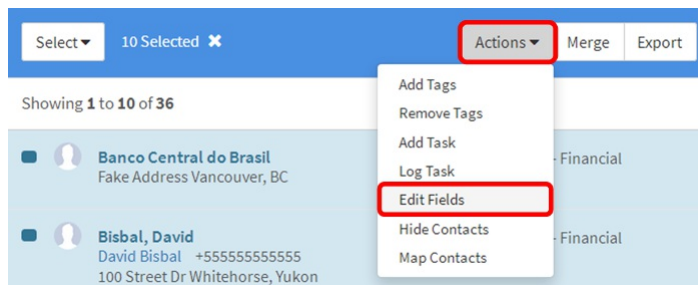 Select
10 Selected ✖
Actions
Merge
Export
Showing 1 to 10 of 36
Add Tags
Remove Tags
Add Task
Log Task
Edit Fields
Hide Contacts
Map Contacts
Banco Central do Brasil
Fake Address Vancouver, BC
- Financial
Bisbal, David
David Bisbal +555555555555
100 Street Dr Whitehorse, Yukon
- Financial